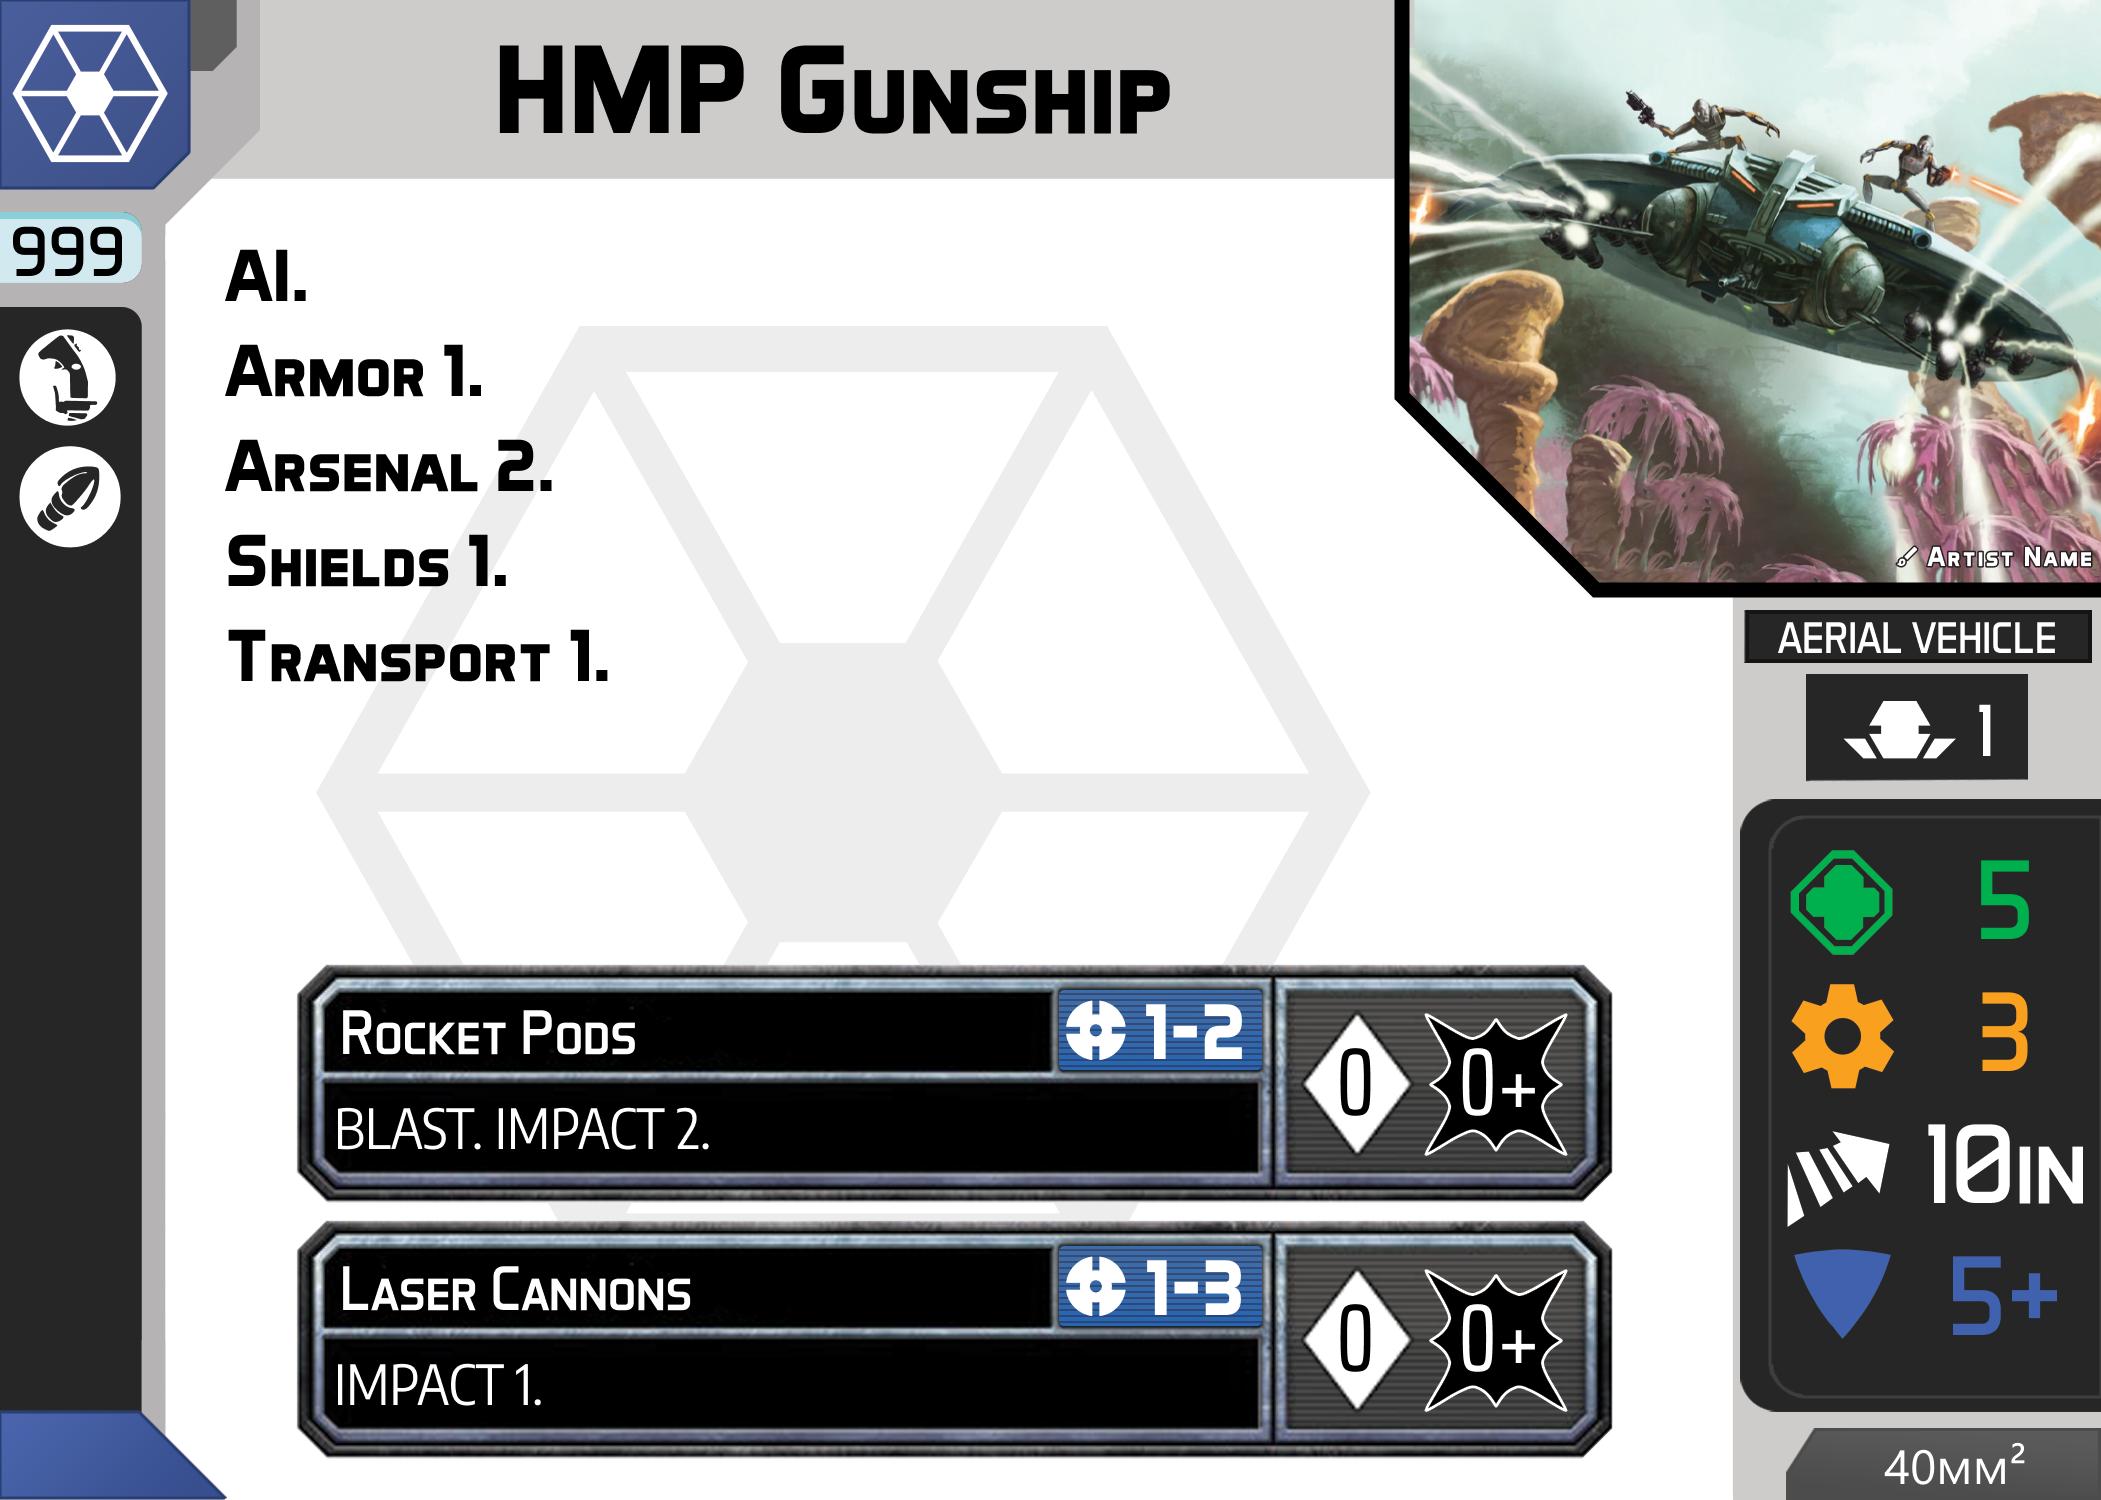 HMP Gunship
999
AI.
Armor 1.
Arsenal 2.
Shields 1.
Transport 1.
Artist Name
AERIAL VEHICLE
1
5
3
10in
5+
Rocket Pods
1-2
BLAST. IMPACT 2.
0
0+
Laser Cannons
1-3
IMPACT 1.
0
0+
40mm²